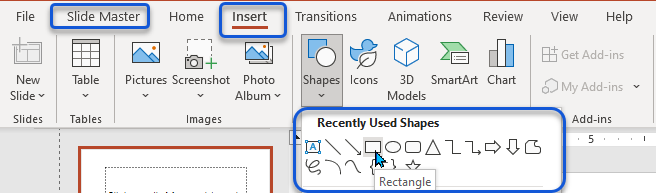 File Slide Master Home Insert Transitions Animations Review View
New Slide
Table
Pictures
Screenshot
Photo Album
Shapes
Icons
3D Models
SmartArt
Chart
Get Add-ins
My Add-ins
Slides Tables Images Add-ins
Recently Used Shapes
A
5
Rectangle